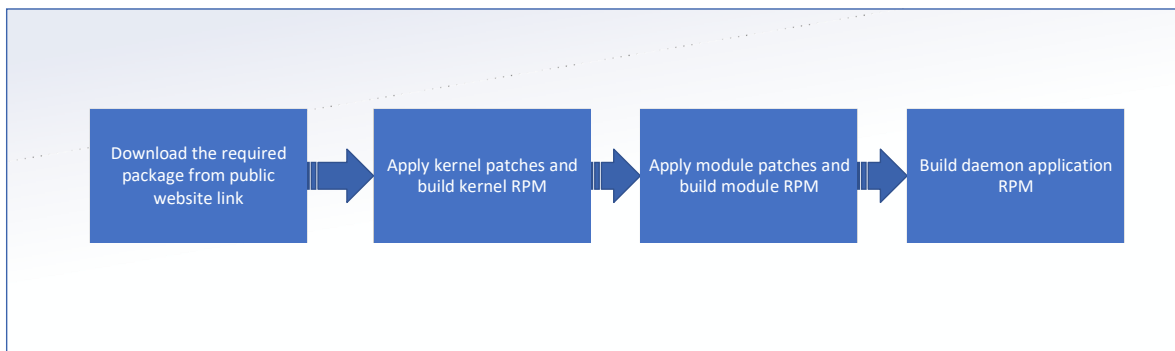 Download the required
package from public
website link
Apply kernel patches and
build kernel RPM
Apply module patches and
build module RPM
Build daemon application
RPM